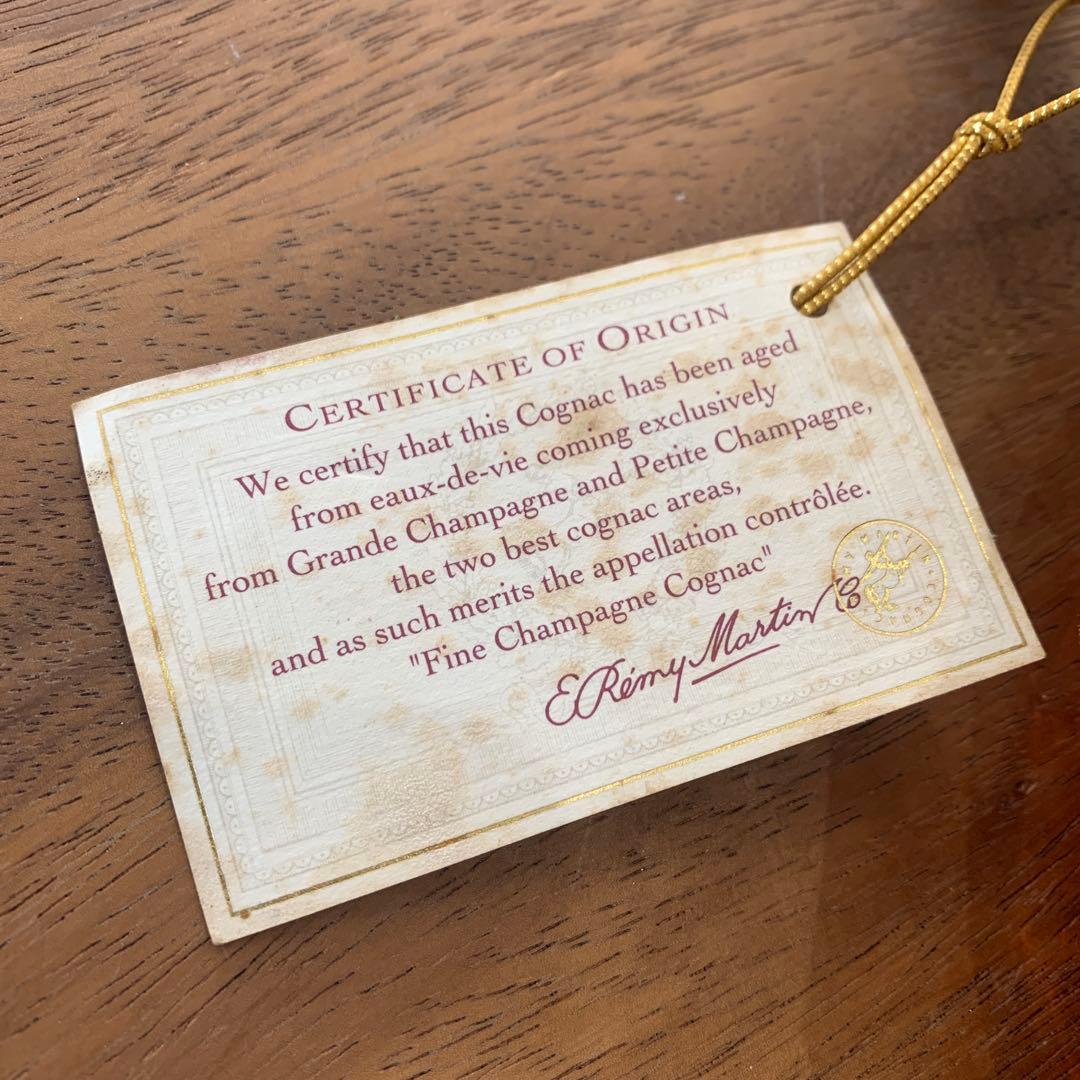 CERTIFICATE OF ORIGIN
We certify that this Cognac has been aged
from eaux-de-vie coming exclusively
from Grande Champagne and Petite Champagne,
the two best cognac areas,
and as such merits the appellation contrôlée.
"Fine Champagne Cognac"
E. Rémy Martin & C